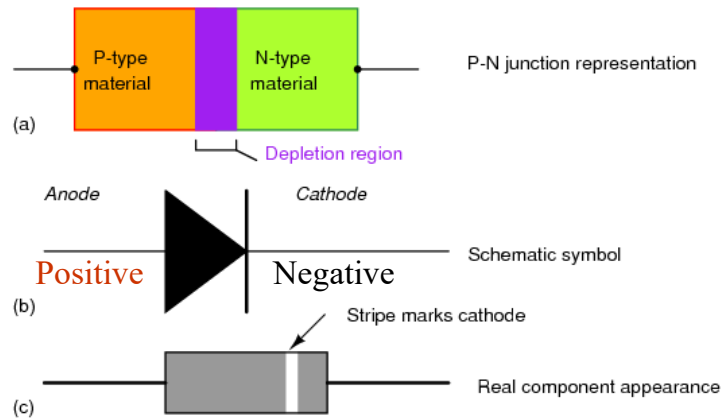 P-type
material
N-type
material
P-N junction representation
(a)
Depletion region
Anode
Cathode
Schematic symbol
Positive
Negative
(b)
Stripe marks cathode
Real component appearance
(c)